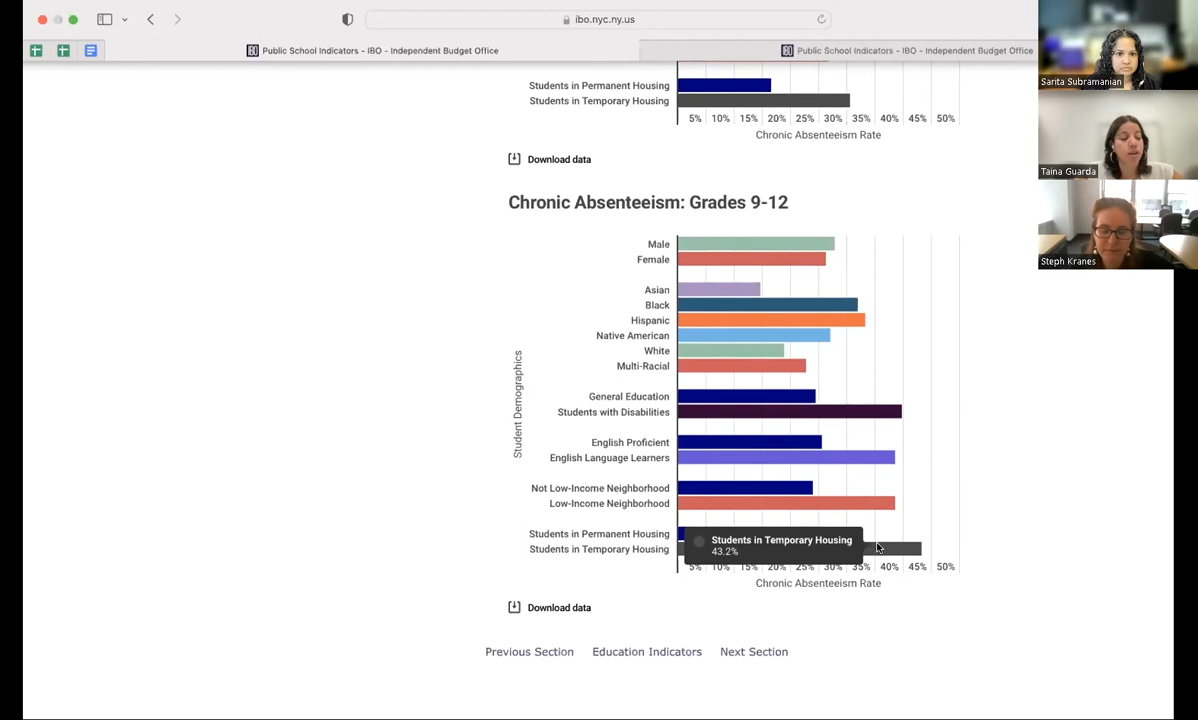 ibo.nyc.ny.us
Public School Indicators - IBO - Independent Budget Office
Public School Indicators - IBO - Independent Budget Office
Sarita Subramanian
Taina Guarda
Steph Kranes
Students in Permanent Housing
Students in Temporary Housing
5% 10% 15% 20% 25% 30% 35% 40% 45% 50%
Chronic Absenteeism Rate
Download data
Chronic Absenteeism: Grades 9-12
Student Demographics
Male
Female
Asian
Black
Hispanic
Native American
White
Multi-Racial
General Education
Students with Disabilities
English Proficient
English Language Learners
Not Low-Income Neighborhood
Low-Income Neighborhood
Students in Permanent Housing
Students in Temporary Housing
Students in Temporary Housing
43.2%
5% 10% 15% 20% 25% 30% 35% 40% 45% 50%
Chronic Absenteeism Rate
Download data
Previous Section Education Indicators Next Section